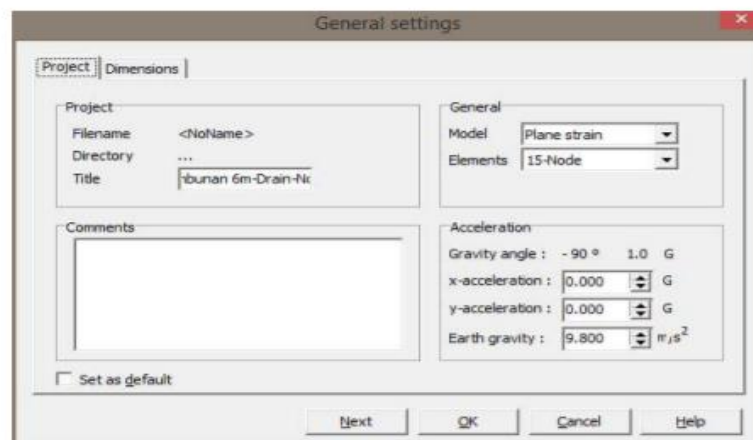 General settings
Project Dimensions
Project
Filename <NoName>
Directory ...
Title nbunan 6m-Drain-No
Comments
Set as default
General
Model Plane strain
Elements 15-Node
Acceleration
Gravity angle : - 90 º 1.0 G
x-acceleration : 0.000 G
y-acceleration : 0.000 G
Earth gravity : 9.800 m/s²
Next OK Cancel Help